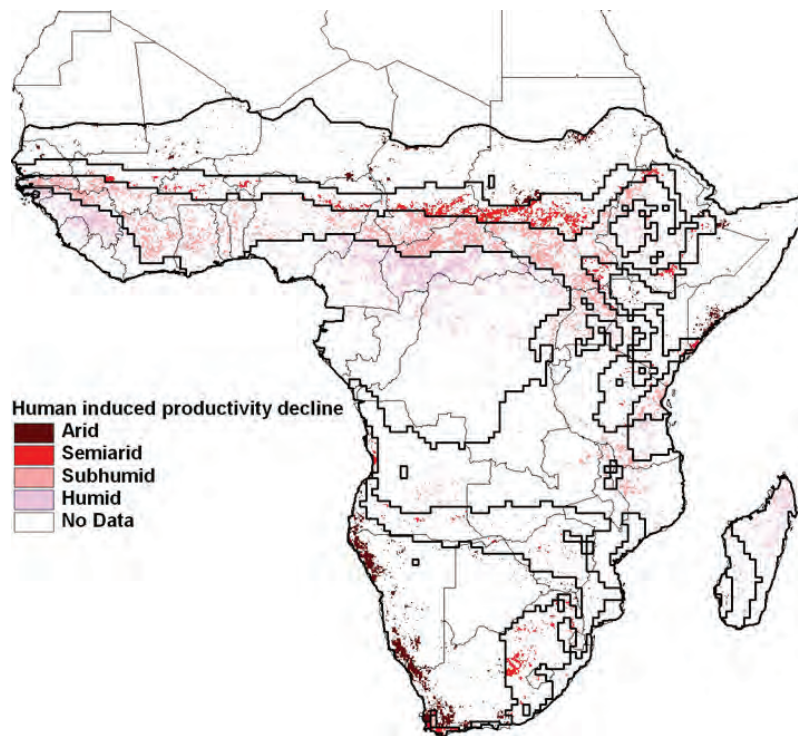 Human induced productivity decline
Arid
Semiarid
Subhumid
Humid
No Data